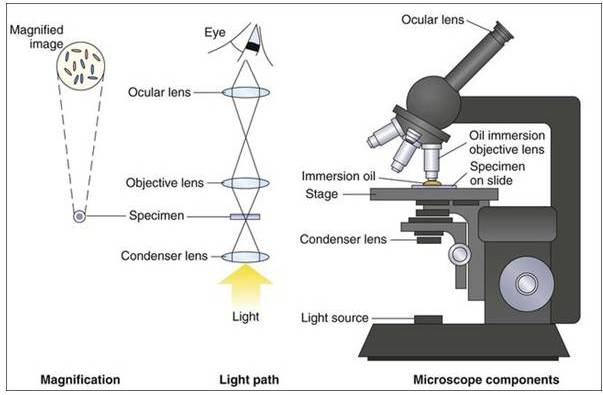 Magnified
image
Eye
Ocular lens
Objective lens
Specimen
Condenser lens
Light
Ocular lens
Oil immersion
objective lens
Immersion oil
Specimen
on slide
Stage
Condenser lens
Light source
Magnification
Light path
Microscope components